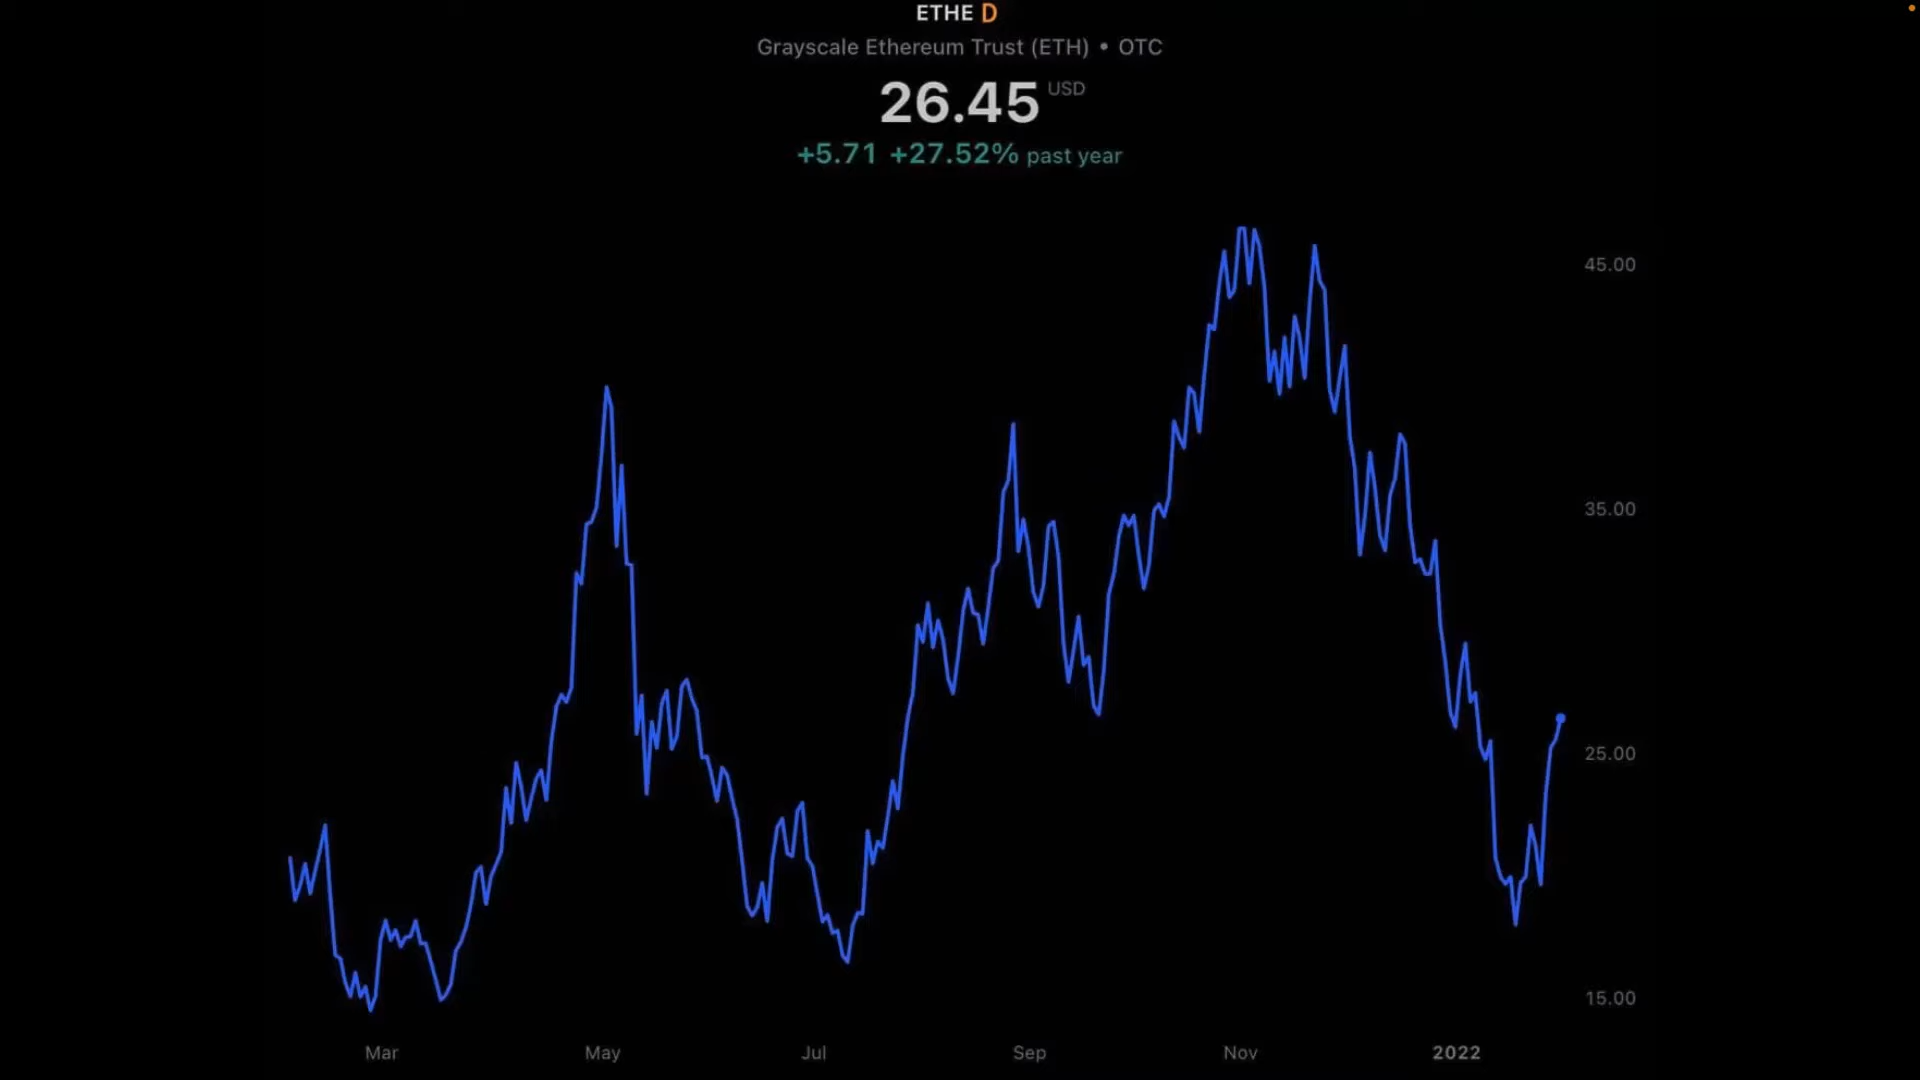 ETHE D
Grayscale Ethereum Trust (ETH) • OTC
26.45 USD
+5.71 +27.52% past year
45.00
35.00
25.00
15.00
Mar May Jul Sep Nov 2022